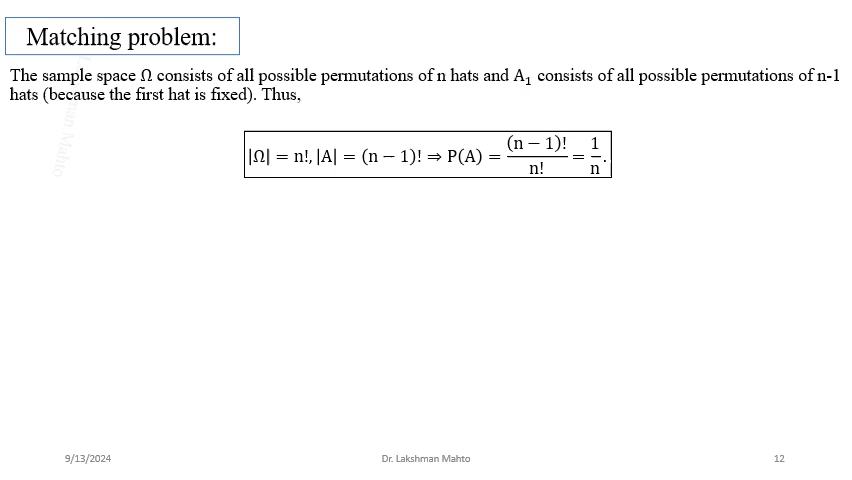 Matching problem:
The sample space Ω consists of all possible permutations of n hats and A₁ consists of all possible permutations of n-1
hats (because the first hat is fixed). Thus,
|Ω| = n!, |A| = (n − 1)! ⇒ P(A) = (n − 1)!/n! = 1/n.
man Mahto
9/13/2024 Dr. Lakshman Mahto 12